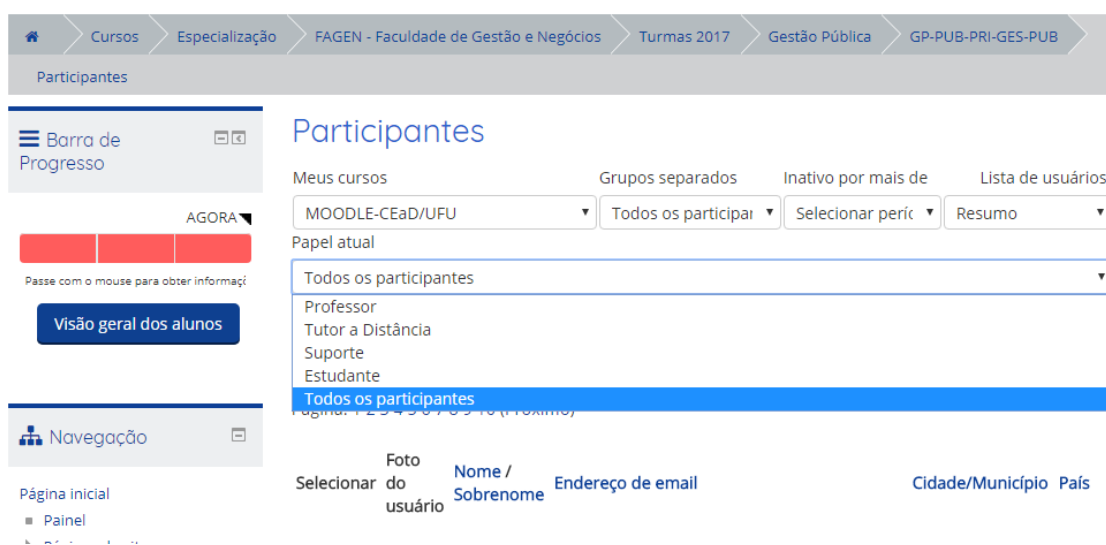 Cursos Especialização FAGEN - Faculdade de Gestão e Negócios Turmas 2017 Gestão Pública GP-PUB-PRI-GES-PUB
Participantes
Barra de
Progresso
AGORA
Passe com o mouse para obter informaç
Visão geral dos alunos
Navegação
Página inicial
Painel
Participantes
Meus cursos Grupos separados Inativo por mais de Lista de usuários
MOODLE-CEaD/UFU Todos os participar Selecionar períc Resumo
Papel atual
Todos os participantes
Professor
Tutor a Distância
Suporte
Estudante
Todos os participantes
Selecionar
Foto
do
usuário
Nome /
Sobrenome
Endereço de email
Cidade/Município
País